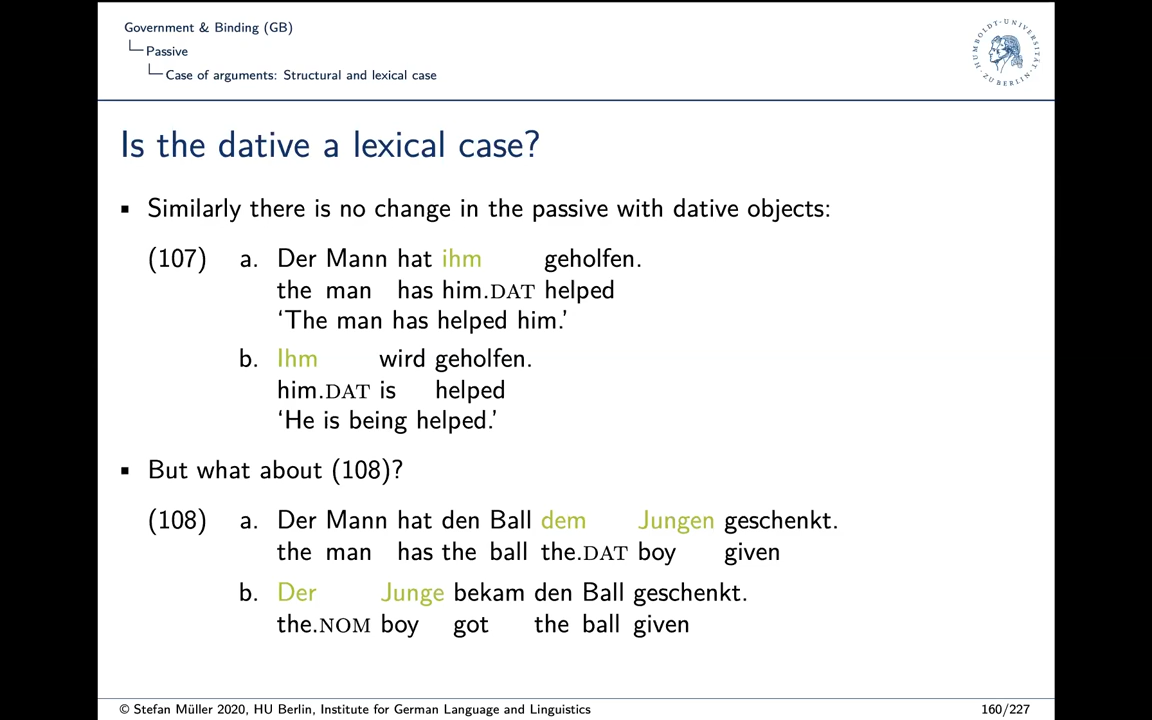 Government & Binding (GB)
Passive
Case of arguments: Structural and lexical case
HUMBOLDT-UNIVERSITÄT ZU BERLIN
Is the dative a lexical case?
▪ Similarly there is no change in the passive with dative objects:
(107) a. Der Mann hat ihm geholfen.
the man has him.DAT helped
‘The man has helped him.’
b. Ihm wird geholfen.
him.DAT is helped
‘He is being helped.’
▪ But what about (108)?
(108) a. Der Mann hat den Ball dem Jungen geschenkt.
the man has the ball the.DAT boy given
b. Der Junge bekam den Ball geschenkt.
the.NOM boy got the ball given
© Stefan Müller 2020, HU Berlin, Institute for German Language and Linguistics 160/227